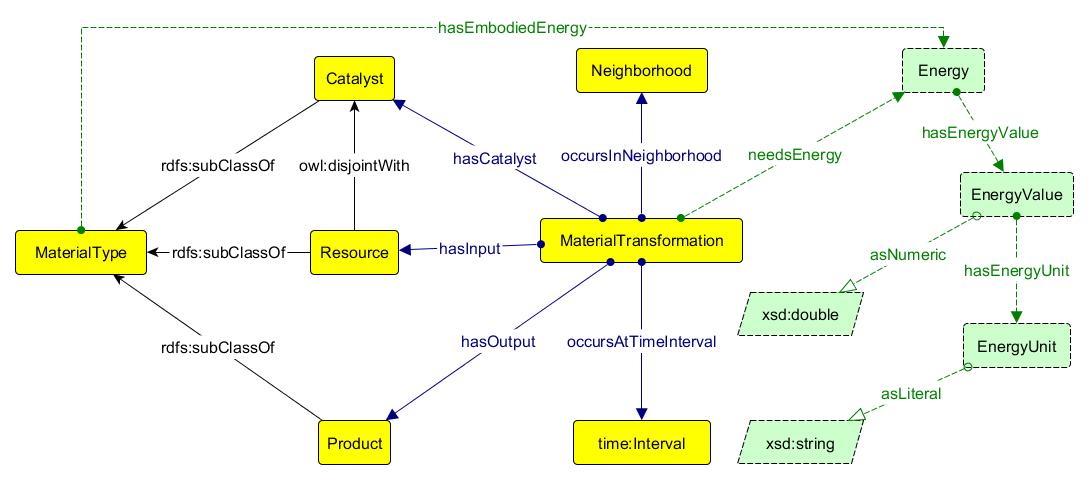 hasEmbodiedEnergy
Catalyst
Neighborhood
Energy
hasEnergyValue
rdfs:subClassOf
owl:disjointWith
hasCatalyst
occursInNeighborhood
needsEnergy
EnergyValue
MaterialType
rdfs:subClassOf
Resource
hasInput
MaterialTransformation
asNumeric
hasEnergyUnit
xsd:double
rdfs:subClassOf
hasOutput
occursAtTimeInterval
EnergyUnit
asLiteral
Product
time:Interval
xsd:string